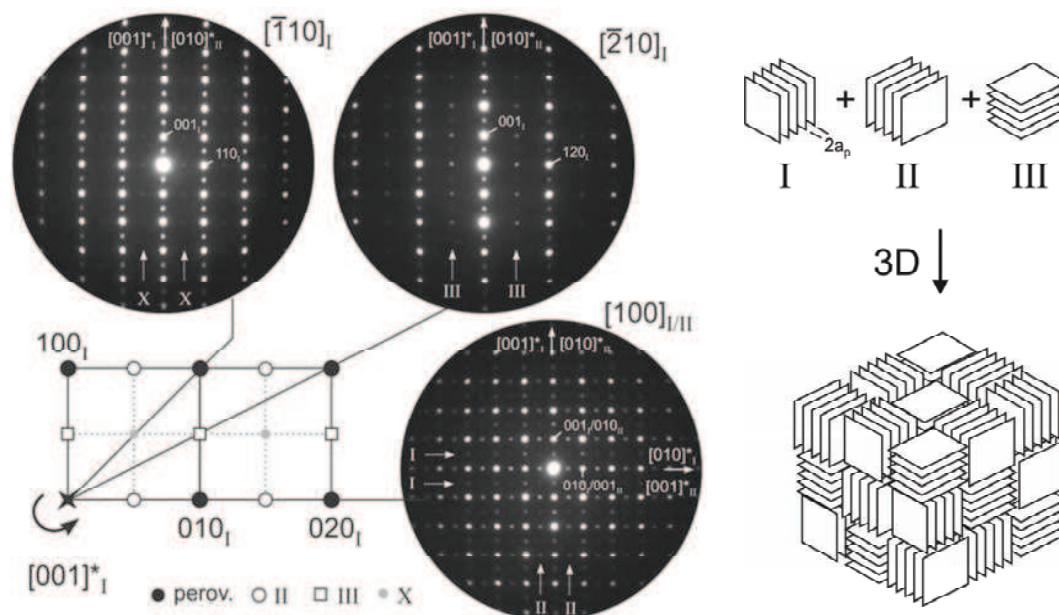 [001]*I [010]*II
[1̅10]I
001I
110I
X X
[001]*I [010]*II
[2̅10]I
001I
120I
III III
[001]*I [010]*II
[100]I/II
001I/010II
I
I
010I/001II
[010]*I
[001]*II
II II
100I
010I
020I
[001]*I
perov. II III X
+ +
2ap
I II III
3D